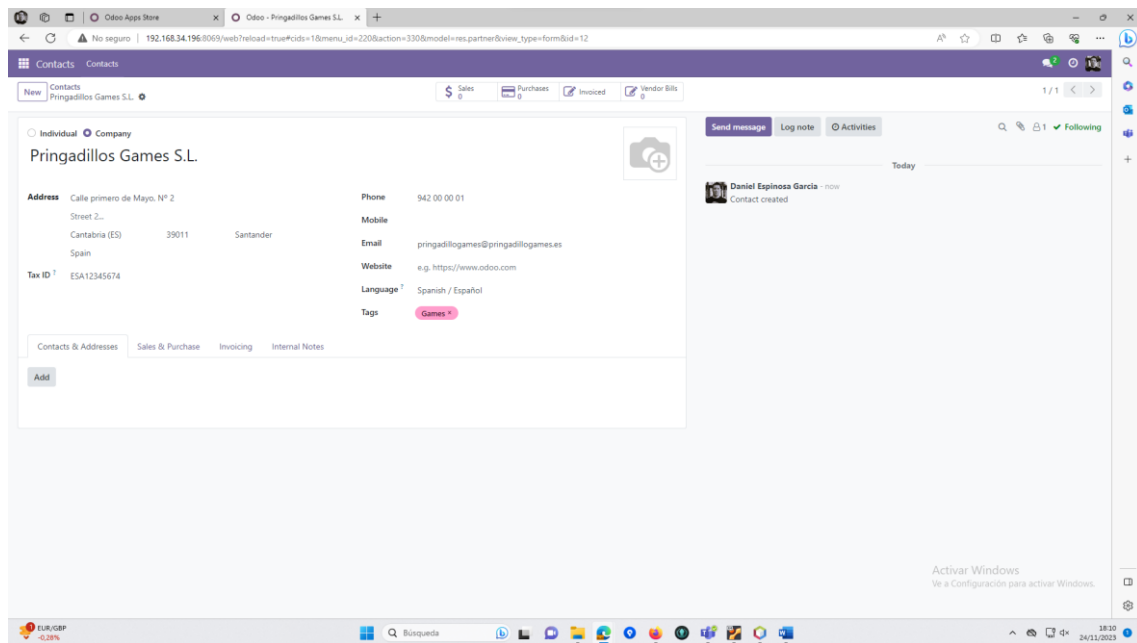 Odoo Apps Store
Odoo - Pringadillos Games S.L.
No seguro 192.168.34.196:8069/web?reload=true#cids=1&menu_id=220&action=330&model=res.partner&view_type=form&id=12
Contacts Contacts
2
New Contacts
Pringadillos Games S.L.
Sales 0
Purchases 0
Invoiced
Vendor Bills 0
1 / 1
Individual Company
Pringadillos Games S.L.
Address Calle primero de Mayo. Nº 2
Street 2...
Cantabria (ES) 39011 Santander
Spain
Tax ID ? ESA12345674
Phone 942 00 00 01
Mobile
Email pringadillogames@pringadillogames.es
Website e.g. https://www.odoo.com
Language ? Spanish / Español
Tags Games ×
Contacts & Addresses Sales & Purchase Invoicing Internal Notes
Add
Send message Log note Activities 1 Following
Today
Daniel Espinosa Garcia - now
Contact created
Activar Windows
Ve a Configuración para activar Windows.
1
EUR/GBP
-0,28%
Búsqueda
18:10
24/11/2023